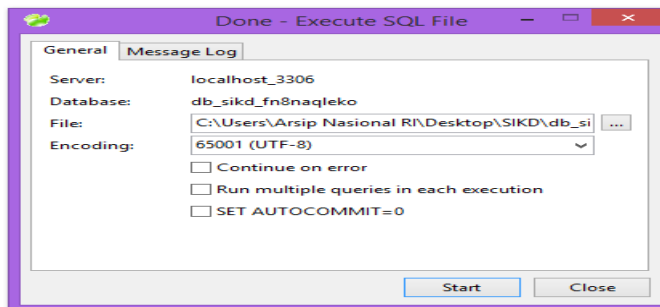 Done - Execute SQL File
General Message Log
Server: localhost_3306
Database: db_sikd_fn8naqleko
File: C:\Users\Arsip Nasional RI\Desktop\SIKD\db_si ...
Encoding: 65001 (UTF-8)
Continue on error
Run multiple queries in each execution
SET AUTOCOMMIT=0
Start Close